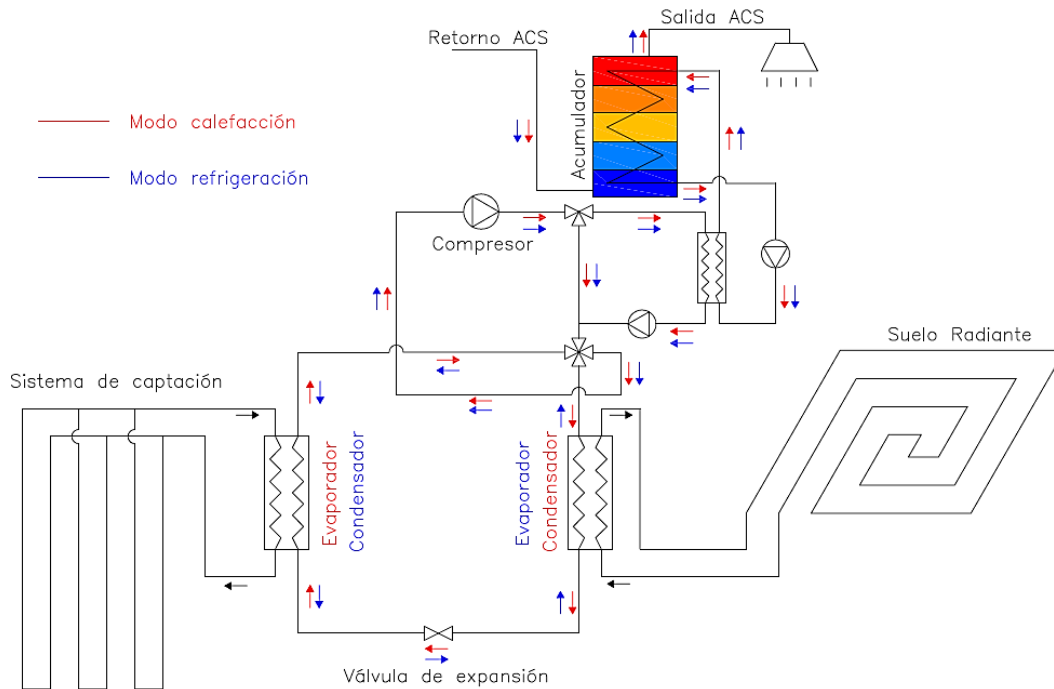 Salida ACS
Retorno ACS
Acumulador
Modo calefacción
Modo refrigeración
Compresor
Suelo Radiante
Sistema de captación
Evaporador
Condensador
Evaporador
Condensador
Válvula de expansión